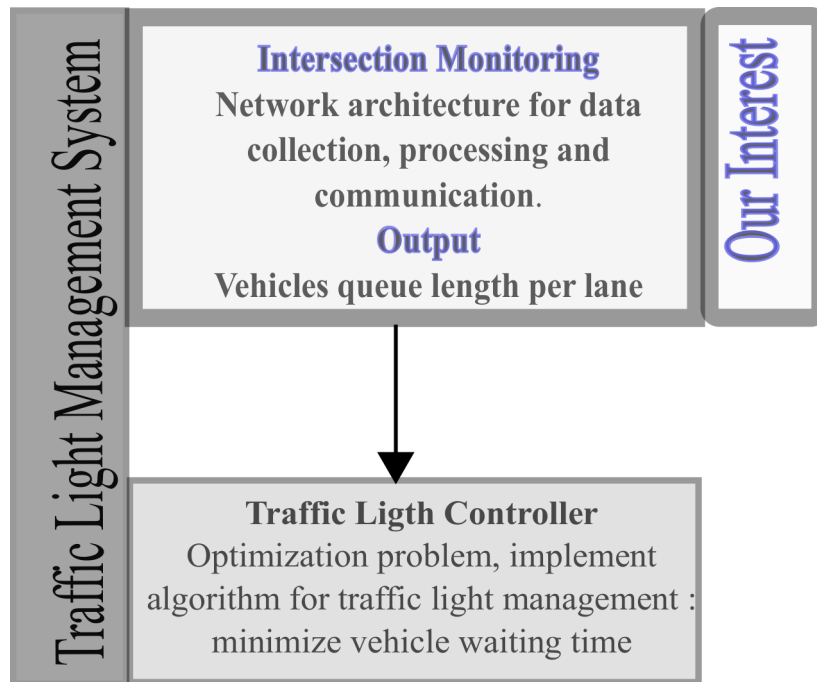 Traffic Light Management System
Intersection Monitoring
Network architecture for data
collection, processing and
communication.
Output
Vehicles queue length per lane
Our Interest
Traffic Ligth Controller
Optimization problem, implement
algorithm for traffic light management :
minimize vehicle waiting time